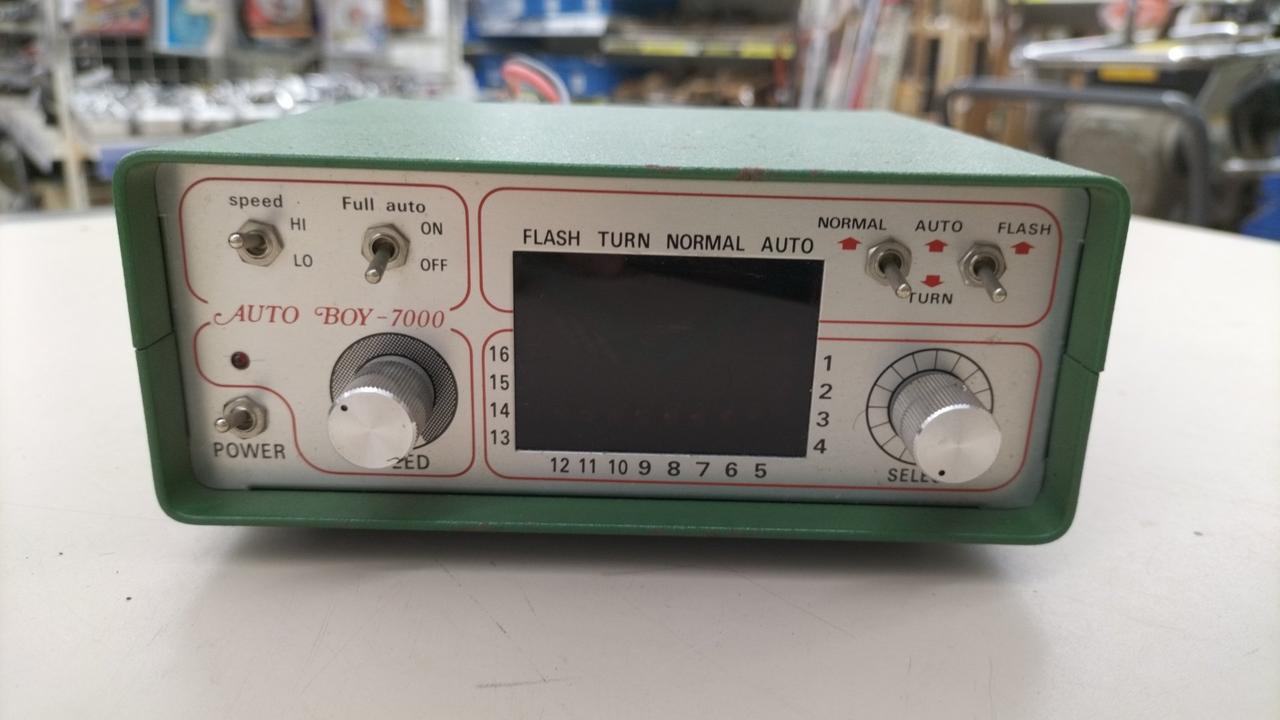 speed
HI
LO
Full auto
ON
OFF
AUTO BOY-7000
POWER
FLASH TURN NORMAL AUTO
NORMAL AUTO FLASH
TURN
16
15
14
13
12 11 10 9 8 7 6 5
1
2
3
4